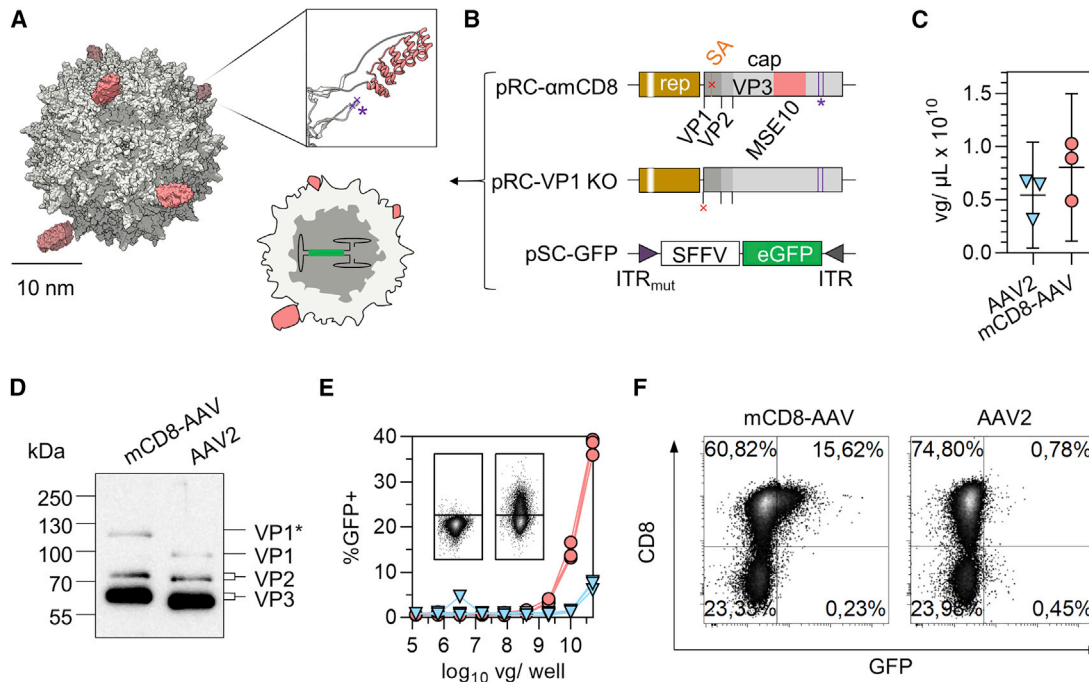 A
*
10 nm
B
pRC-αmCD8
rep
SA
cap
×
VP3
*
VP1
VP2
MSE10
pRC-VP1 KO
×
pSC-GFP
SFFV
eGFP
ITRmut
ITR
C
vg/ µL x 10¹⁰
1.5
1.0
0.5
0.0
AAV2
mCD8-AAV
D
kDa
mCD8-AAV
AAV2
250
130
100
70
55
VP1*
VP1
VP2
VP3
E
%GFP+
40
30
20
10
0
5 6 7 8 9 10
log₁₀ vg/ well
F
mCD8-AAV
AAV2
60,82%
15,62%
23,33%
0,23%
74,80%
0,78%
23,98%
0,45%
CD8
GFP